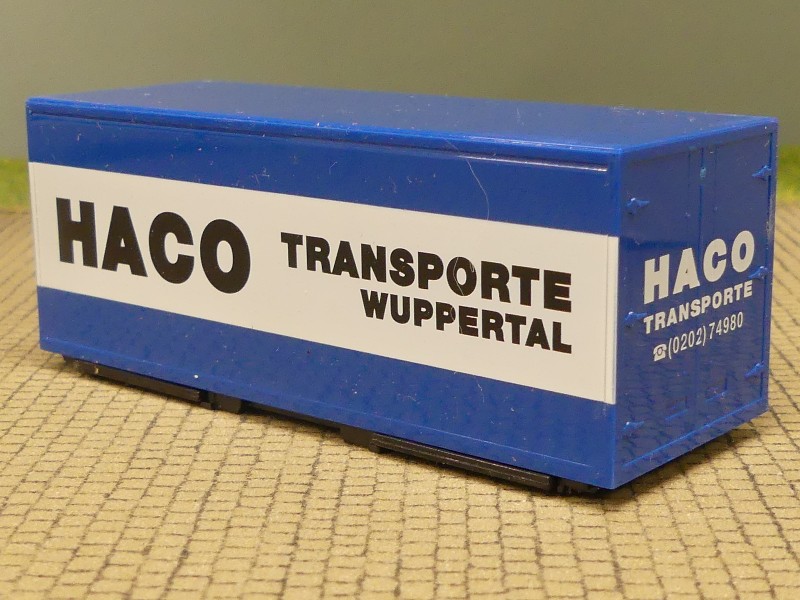 HACO
TRANSPORTE
WUPPERTAL
HACO
TRANSPORTE
☎(0202) 74980